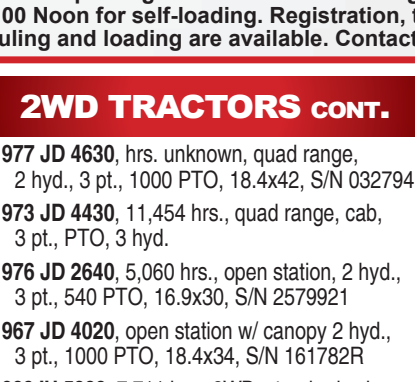 00 Noon for self-loading. Registration,
uling and loading are available. Contact
2WD TRACTORS CONT.
977 JD 4630, hrs. unknown, quad range,
2 hyd., 3 pt., 1000 PTO, 18.4x42, S/N 032794
973 JD 4430, 11,454 hrs., quad range, cab,
3 pt., PTO, 3 hyd.
976 JD 2640, 5,060 hrs., open station, 2 hyd.,
3 pt., 540 PTO, 16.9x30, S/N 2579921
967 JD 4020, open station w/ canopy 2 hyd.,
3 pt., 1000 PTO, 18.4x34, S/N 161782R